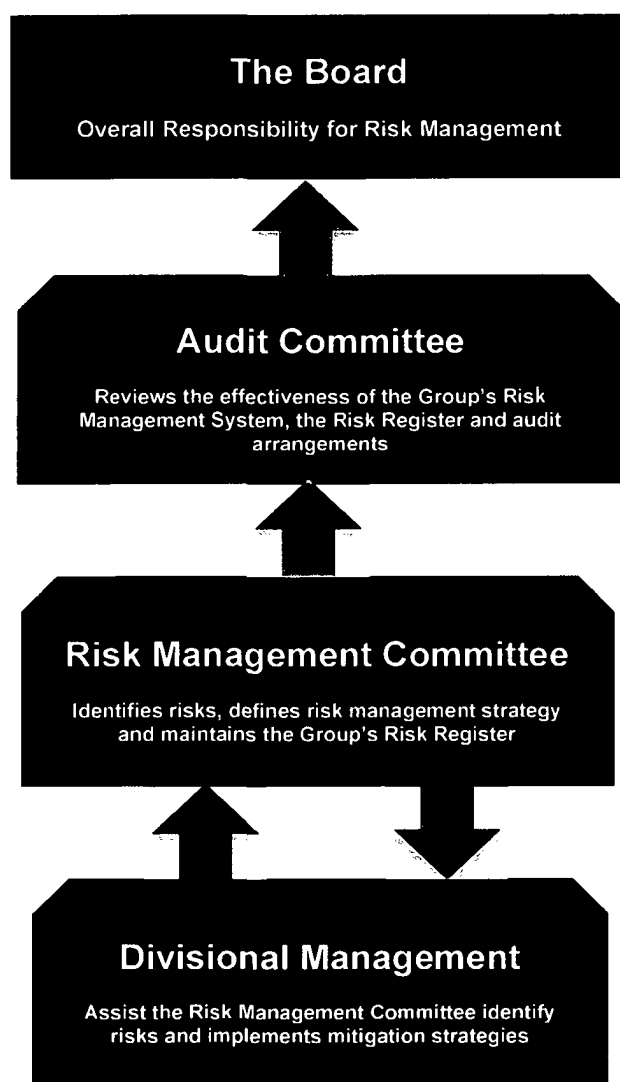 The Board
Overall Responsibility for Risk Management
Audit Committee
Reviews the effectiveness of the Group's Risk
Management System, the Risk Register and audit
arrangements
Risk Management Committee
Identifies risks, defines risk management strategy
and maintains the Group's Risk Register
Divisional Management
Assist the Risk Management Committee identify
risks and implements mitigation strategies